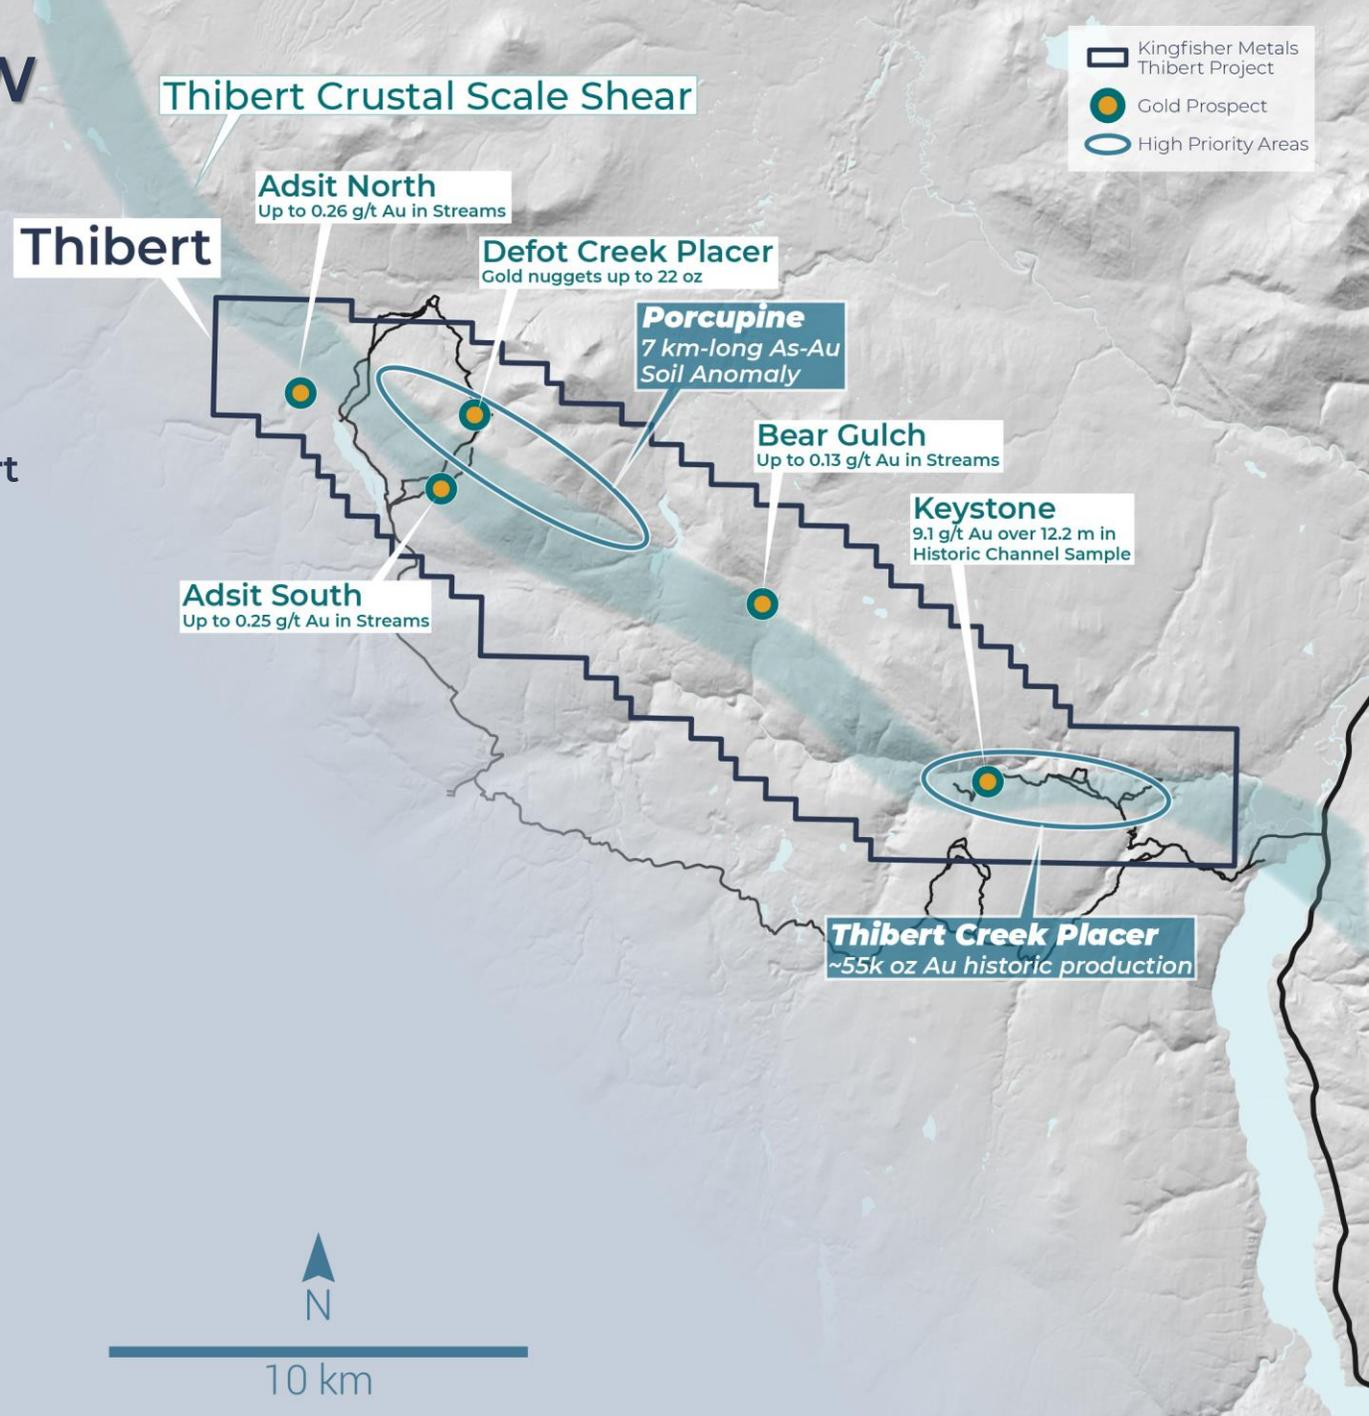 w
Kingfisher Metals
Thibert Project
Gold Prospect
High Priority Areas
Thibert Crustal Scale Shear
Adsit North
Up to 0.26 g/t Au in Streams
Thibert
Defot Creek Placer
Gold nuggets up to 22 oz
Porcupine
7 km-long As-Au
Soil Anomaly
Bear Gulch
Up to 0.13 g/t Au in Streams
rt
Keystone
9.1 g/t Au over 12.2 m in
Historic Channel Sample
Adsit South
Up to 0.25 g/t Au in Streams
Thibert Creek Placer
~55k oz Au historic production
N
10 km